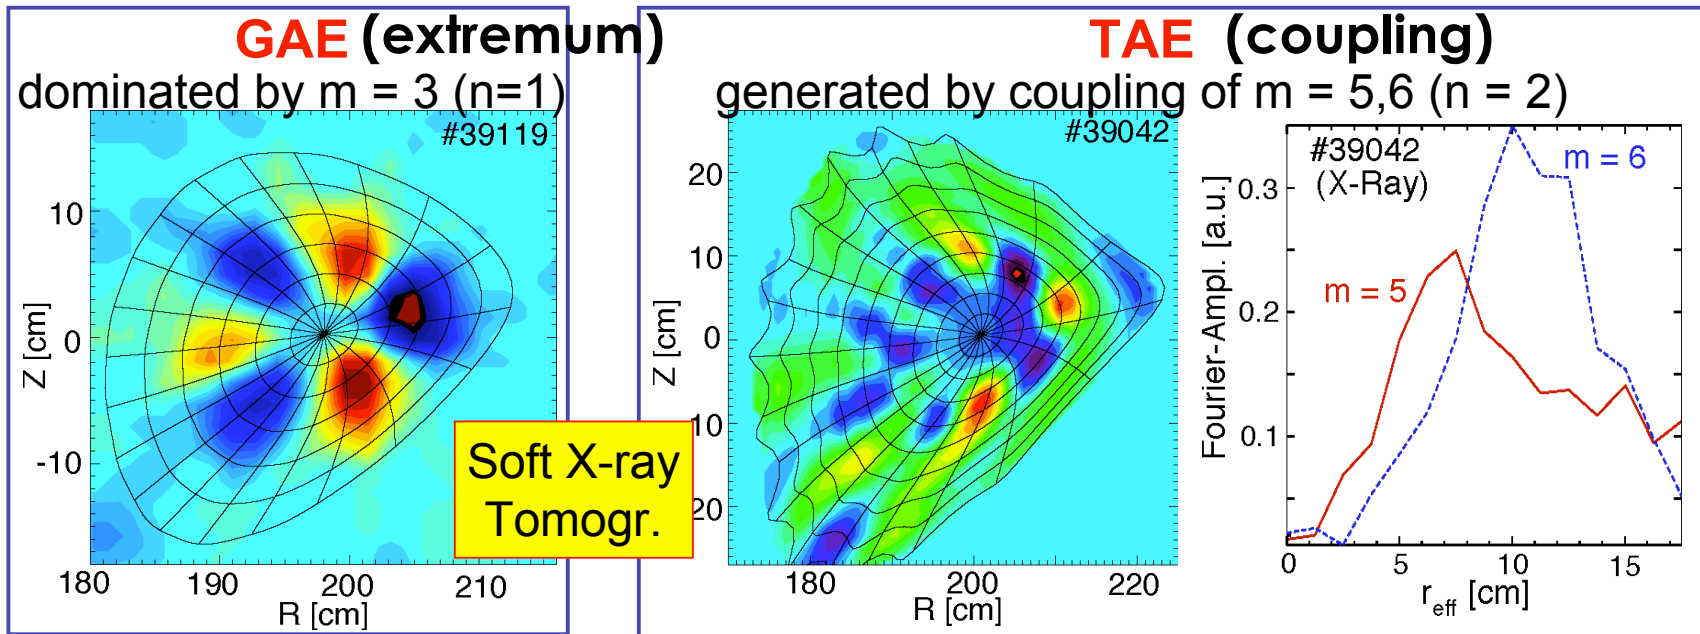 GAE (extremum)
dominated by m = 3 (n=1)
#39119
10
0
-10
Z [cm]
180 190 200 210
R [cm]
Soft X-ray
Tomogr.
TAE (coupling)
generated by coupling of m = 5,6 (n = 2)
#39042
20
10
0
10
20
Z [cm]
180 200 220
R [cm]
#39042
(X-Ray)
m = 6
m = 5
0.3
0.2
0.1
Fourier-Ampl. [a.u.]
0 5 10 15
r_eff [cm]